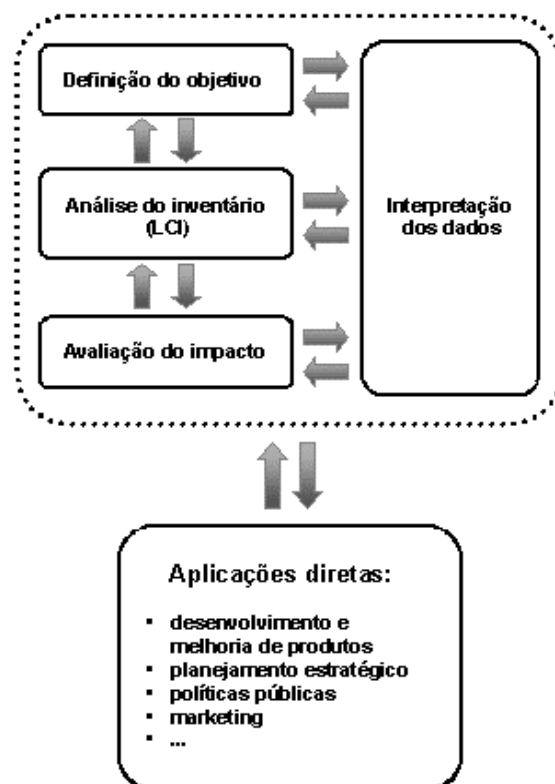 Definição do objetivo
Análise do inventário
(LCI)
Avaliação do impacto
Interpretação
dos dados
Aplicações diretas:
▪ desenvolvimento e
melhoria de produtos
▪ planejamento estratégico
▪ políticas públicas
▪ marketing
▪ ...